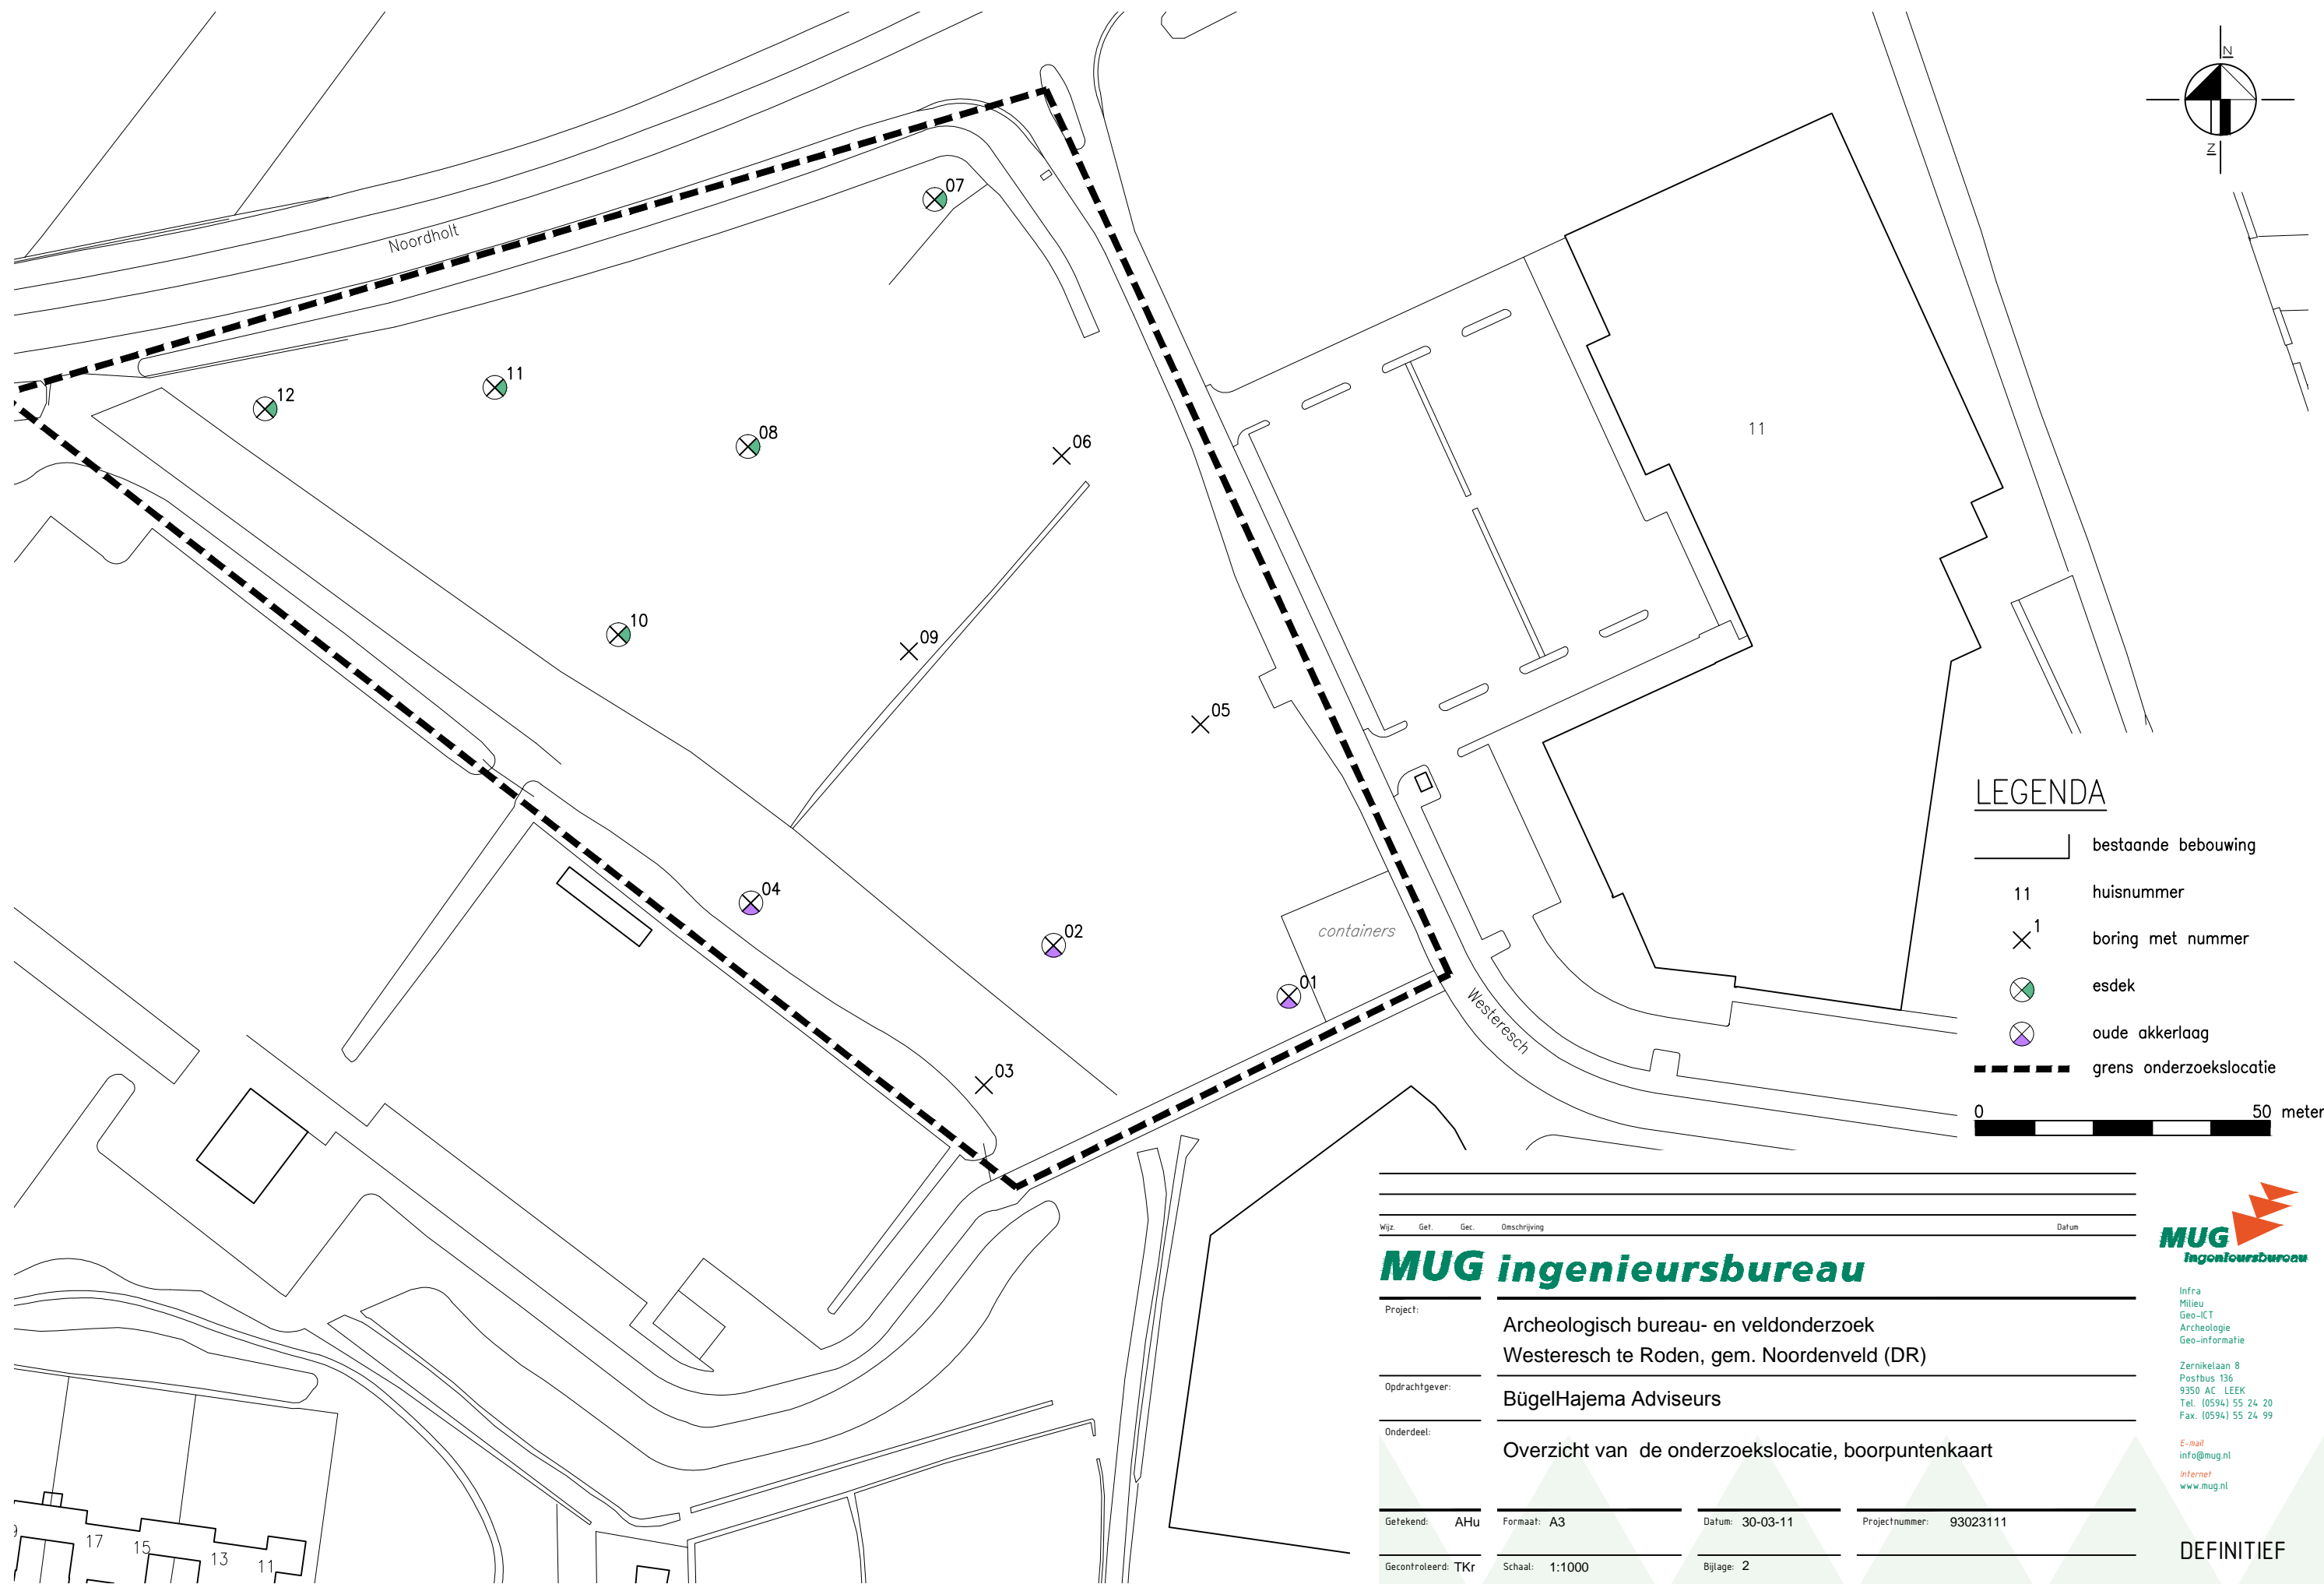 N
Z
Noordholt
07
11
12
08
06
11
10
09
05
04
02
containers
01
Westeresch
03
LEGENDA
bestaande bebouwing
11 huisnummer
1 boring met nummer
esdek
oude akkerlaag
grens onderzoekslocatie
0 50 meter
Wijz. Get. Gec. Omschrijving Datum
MUG ingenieursbureau
MUG
ingenieursbureau
Project:
Archeologisch bureau- en veldonderzoek
Westeresch te Roden, gem. Noordenveld (DR)
Opdrachtgever:
BügelHajema Adviseurs
Onderdeel:
Overzicht van de onderzoekslocatie, boorpuntenkaart
Getekend: AHu Formaat: A3 Datum: 30-03-11 Projectnummer: 93023111
Gecontroleerd: TKr Schaal: 1:1000 Bijlage: 2
Infra
Milieu
Geo-ICT
Archeologie
Geo-informatie
Zernikelaan 8
Postbus 136
9350 AC LEEK
Tel. (0594) 55 24 20
Fax. (0594) 55 24 99
E-mail
info@mug.nl
Internet
www.mug.nl
DEFINITIEF
9
17
15
13
11